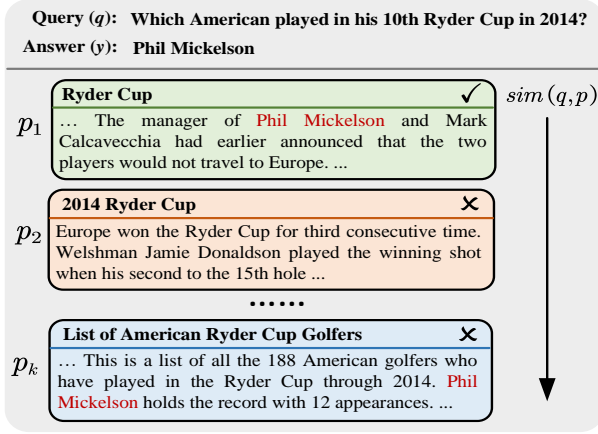 Query (q): Which American played in his 10th Ryder Cup in 2014?
Answer (y): Phil Mickelson
Ryder Cup ✓
sim(q,p)
p1
... The manager of Phil Mickelson and Mark
Calcavecchia had earlier announced that the two
players would not travel to Europe. ...
2014 Ryder Cup ✗
p2
Europe won the Ryder Cup for third consecutive time.
Welshman Jamie Donaldson played the winning shot
when his second to the 15th hole ...
......
List of American Ryder Cup Golfers ✗
pk
... This is a list of all the 188 American golfers who
have played in the Ryder Cup through 2014. Phil
Mickelson holds the record with 12 appearances. ...